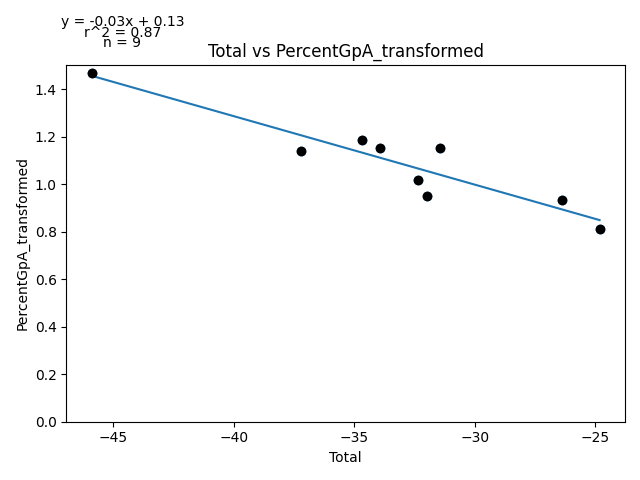 y = -0.03x + 0.13
r^2 = 0.87
n = 9
Total vs PercentGpA_transformed
PercentGpA_transformed
1.4
1.2
1.0
0.8
0.6
0.4
0.2
0.0
−45
−40
−35
−30
−25
Total